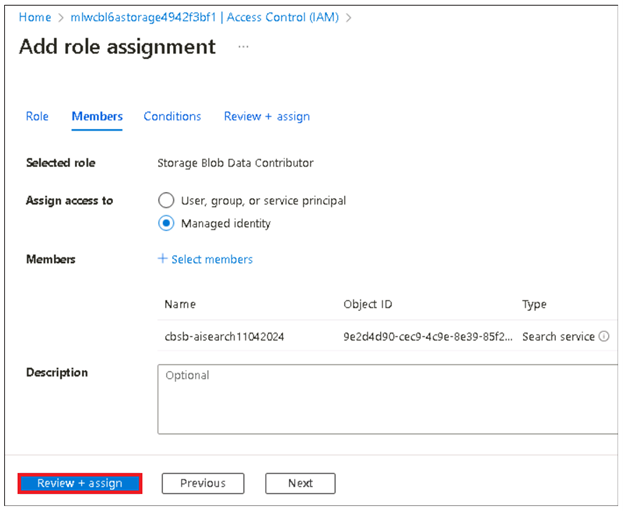 Home > mlwcbl6astorage4942f3bf1 | Access Control (IAM) >
Add role assignment ...
Role Members Conditions Review + assign
Selected role Storage Blob Data Contributor
Assign access to User, group, or service principal
Managed identity
Members + Select members
Name Object ID Type
cbsb-aisearch11042024 9e2d4d90-cec9-4c9e-8e39-85f2... Search service
Description Optional
Review + assign Previous Next